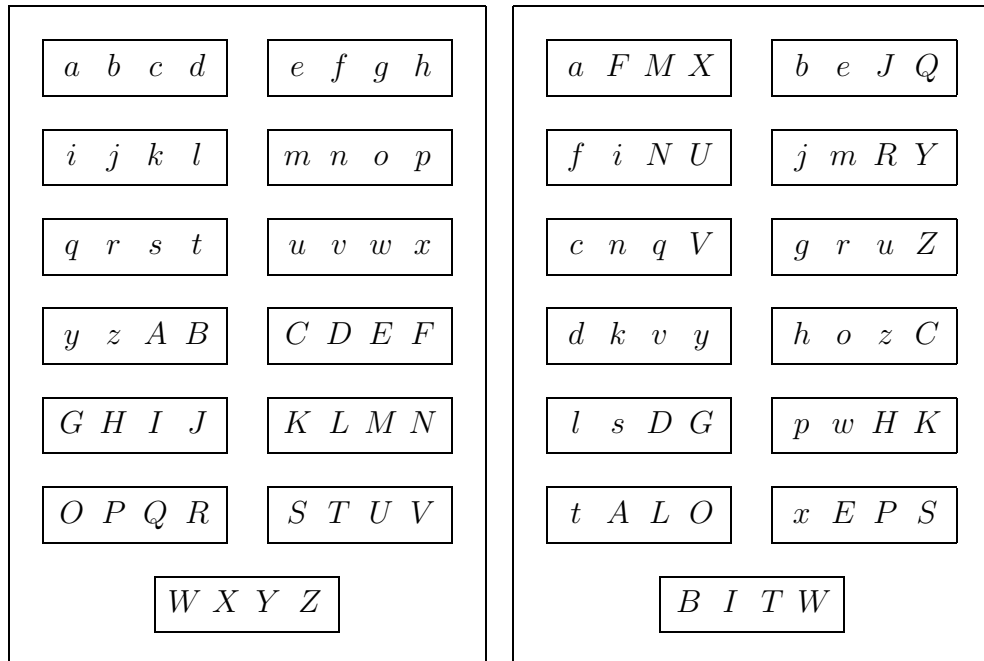 a b c d
e f g h
i j k l
m n o p
q r s t
u v w x
y z A B
C D E F
G H I J
K L M N
O P Q R
S T U V
W X Y Z
a F M X
b e J Q
f i N U
j m R Y
c n q V
g r u Z
d k v y
h o z C
l s D G
p w H K
t A L O
x E P S
B I T W